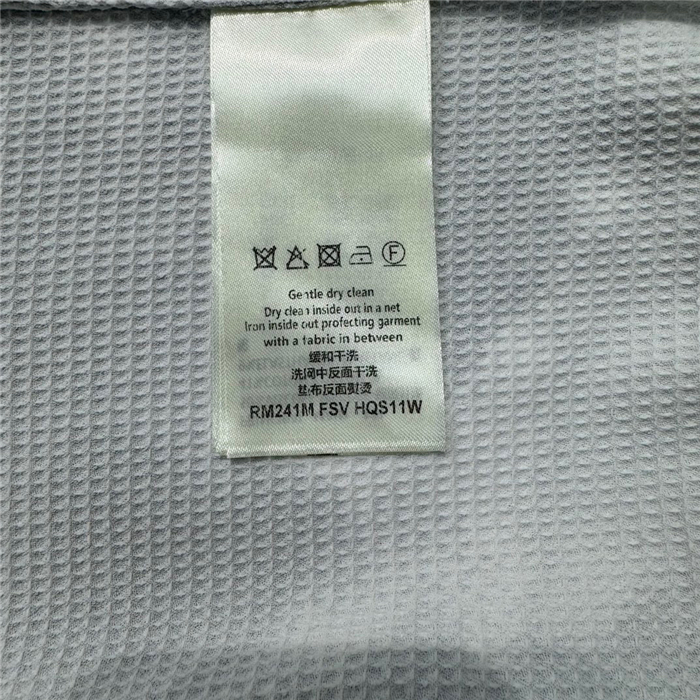 F
Gentle dry clean
Dry clean inside out in a net
Iron inside out profecting garment
with a fabric in between
缓和干洗
洗网中反面干洗
垫布反面熨烫
RM241M FSV HQS11W